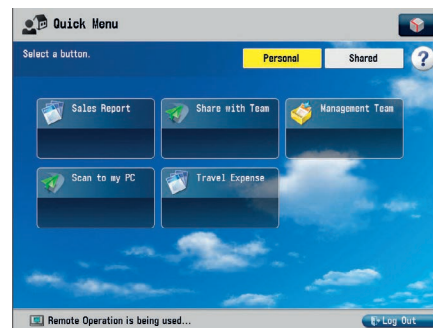 Quick Menu
Select a button.
Personal
Shared
?
Sales Report
Share with Team
Management Team
Scan to my PC
Travel Expense
Remote Operation is being used...
Log Out